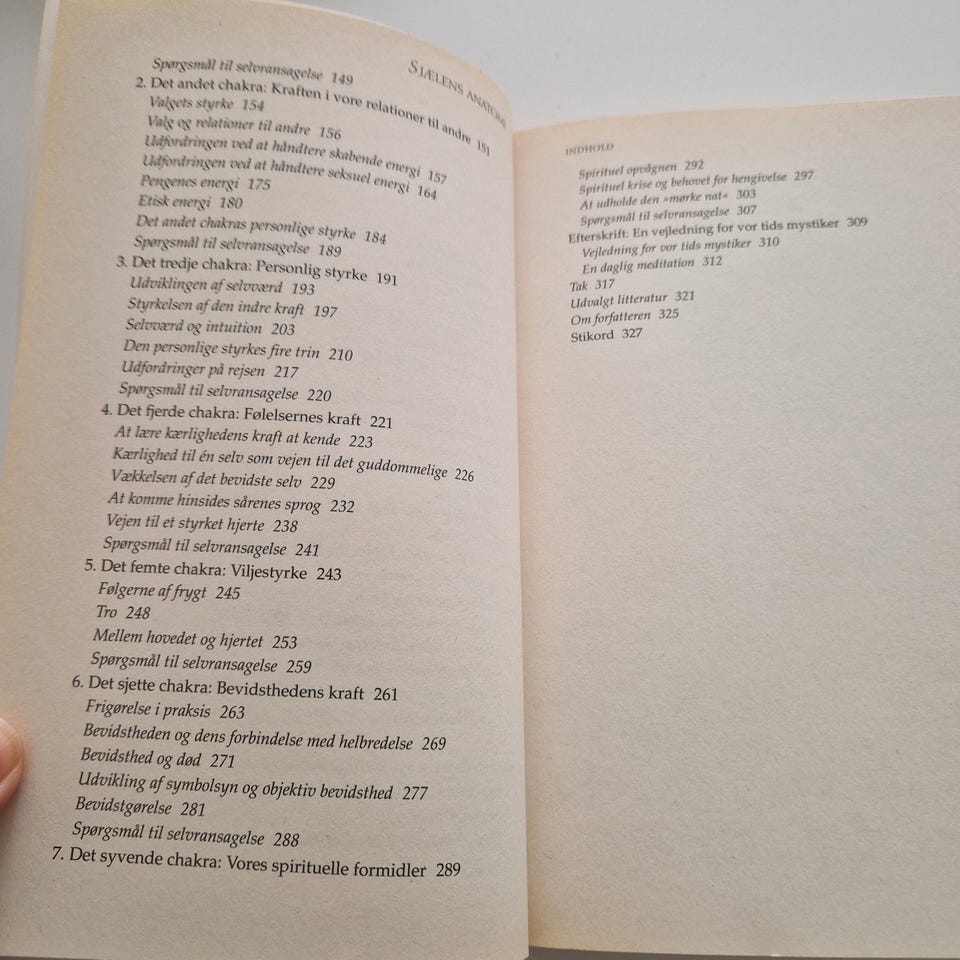 SJÆLENS ANATOMI
Spørgsmål til selvransagelse 149
2. Det andet chakra: Kraften i vore relationer til andre 151
Valgets styrke 154
Valg og relationer til andre 156
Udfordringen ved at håndtere skabende energi 157
Udfordringen ved at håndtere seksuel energi 164
Pengenes energi 175
Etisk energi 180
Det andet chakras personlige styrke 184
Spørgsmål til selvransagelse 189
3. Det tredje chakra: Personlig styrke 191
Udviklingen af selvværd 193
Styrkelsen af den indre kraft 197
Selvværd og intuition 203
Den personlige styrkes fire trin 210
Udfordringer på rejsen 217
Spørgsmål til selvransagelse 220
4. Det fjerde chakra: Følelsernes kraft 221
At lære kærlighedens kraft at kende 223
Kærlighed til én selv som vejen til det guddommelige 226
Vækkelsen af det bevidste selv 229
At komme hinsides sårenes sprog 232
Vejen til et styrket hjerte 238
Spørgsmål til selvransagelse 241
5. Det femte chakra: Viljestyrke 243
Følgerne af frygt 245
Tro 248
Mellem hovedet og hjertet 253
Spørgsmål til selvransagelse 259
6. Det sjette chakra: Bevidsthedens kraft 261
Frigørelse i praksis 263
Bevidstheden og dens forbindelse med helbredelse 269
Bevidsthed og død 271
Udvikling af symbolsyn og objektiv bevidsthed 277
Bevidstgørelse 281
Spørgsmål til selvransagelse 288
7. Det syvende chakra: Vores spirituelle formidler 289
INDHOLD
Spirituel opvågnen 292
Spirituel krise og behovet for hengivelse 297
At udholde den »mørke nat« 303
Spørgsmål til selvransagelse 307
Efterskrift: En vejledning for vor tids mystiker 309
Vejledning for vor tids mystiker 310
En daglig meditation 312
Tak 317
Udvalgt litteratur 321
Om forfatteren 325
Stikord 327